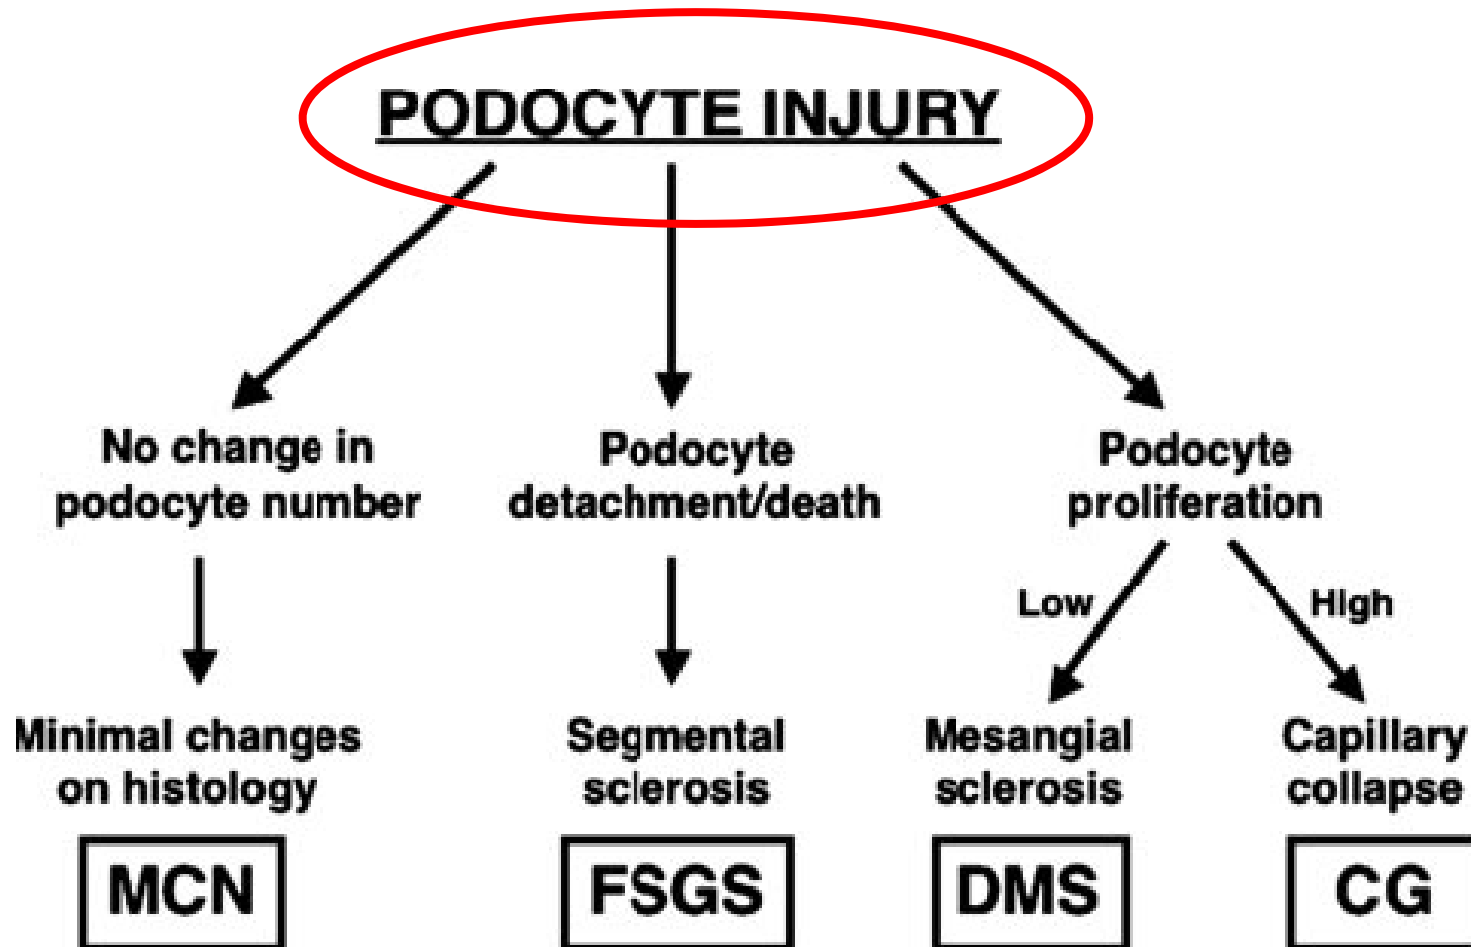 PODOCYTE INJURY
No change in
podocyte number
Podocyte
detachment/death
Podocyte
proliferation
Low
High
Minimal changes
on histology
Segmental
sclerosis
Mesangial
sclerosis
Capillary
collapse
MCN
FSGS
DMS
CG